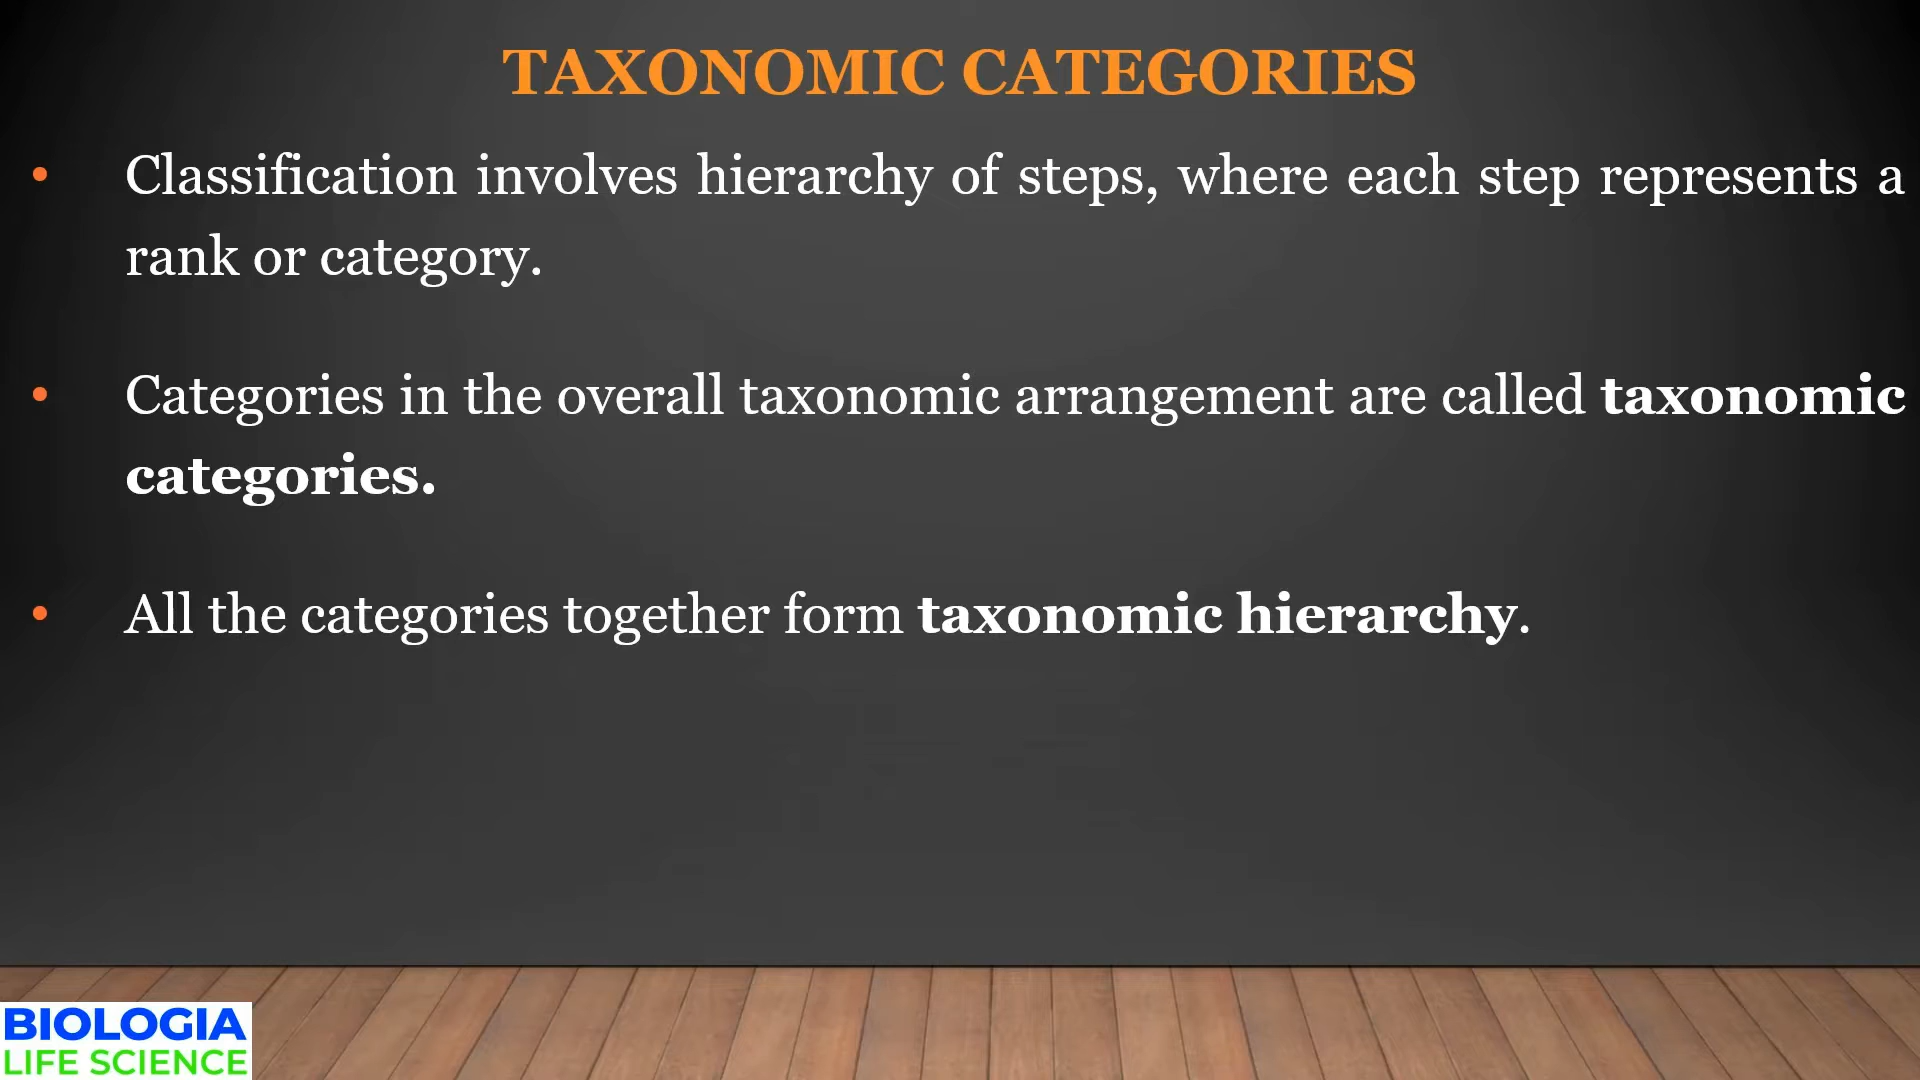 TAXONOMIC CATEGORIES
• Classification involves hierarchy of steps, where each step represents a
rank or category.
• Categories in the overall taxonomic arrangement are called taxonomic
categories.
• All the categories together form taxonomic hierarchy.
BIOLOGIA
LIFE SCIENCE